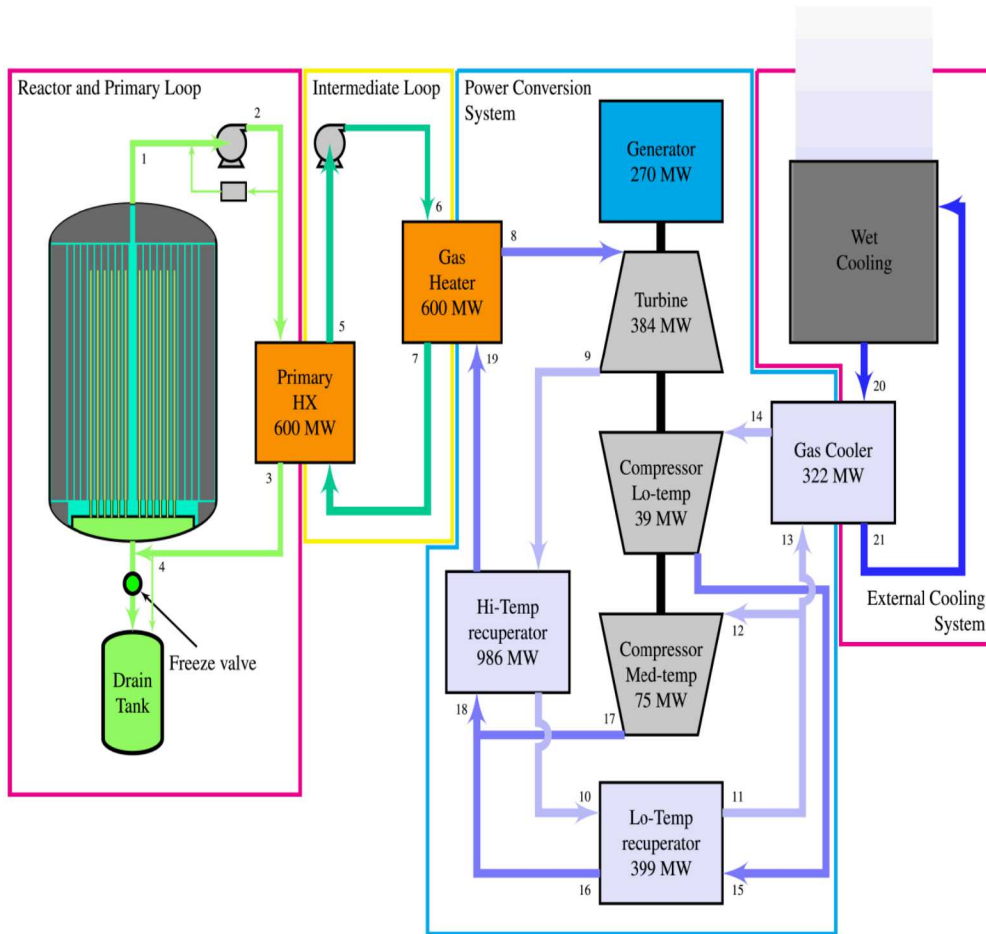 Reactor and Primary Loop
2
1
3
4
Freeze valve
Drain
Tank
Primary
HX
600 MW
Intermediate Loop
5
6
7
Gas
Heater
600 MW
Power Conversion
System
8
19
9
Generator
270 MW
Turbine
384 MW
Compressor
Lo-temp
39 MW
14
Compressor
Med-temp
75 MW
12
17
Hi-Temp
recuperator
986 MW
18
10
11
Lo-Temp
recuperator
399 MW
16
15
13
Wet
Cooling
20
Gas Cooler
322 MW
21
External Cooling
System